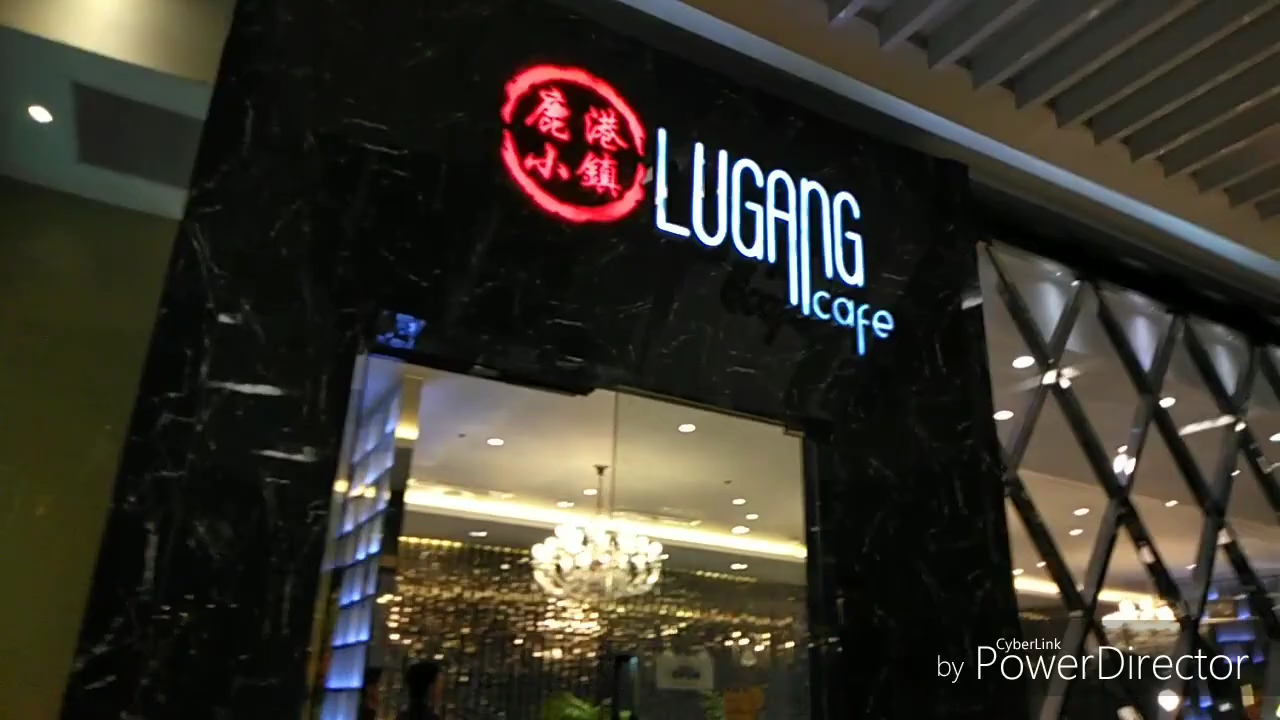 鹿港
小鎮
LUGANG
cafe
CyberLink
by PowerDirector